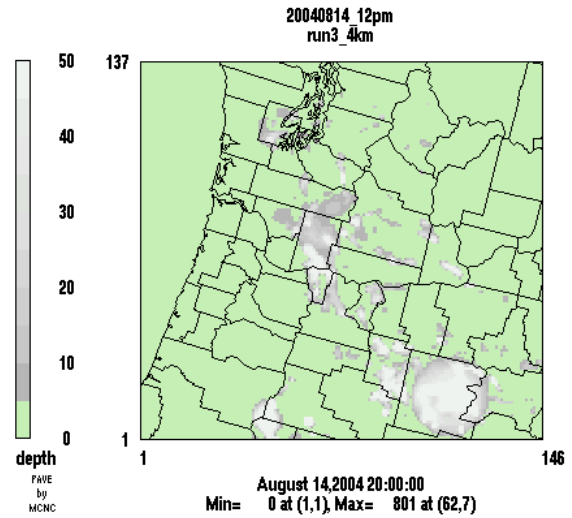 20040814_12pm
run3_4km
50
40
30
20
10
0
depth
PAVE
by
MCNC
137
1
1
146
August 14,2004 20:00:00
Min= 0 at (1,1), Max= 801 at (62,7)